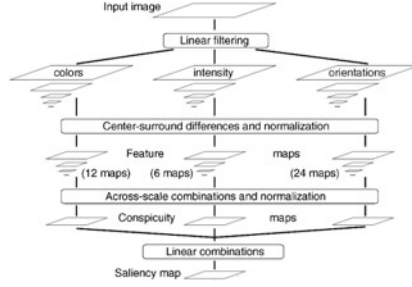 Input image
Linear filtering
colors intensity orientations
Center-surround differences and normalization
Feature maps
(12 maps) (6 maps) (24 maps)
Across-scale combinations and normalization
Conspicuity maps
Linear combinations
Saliency map